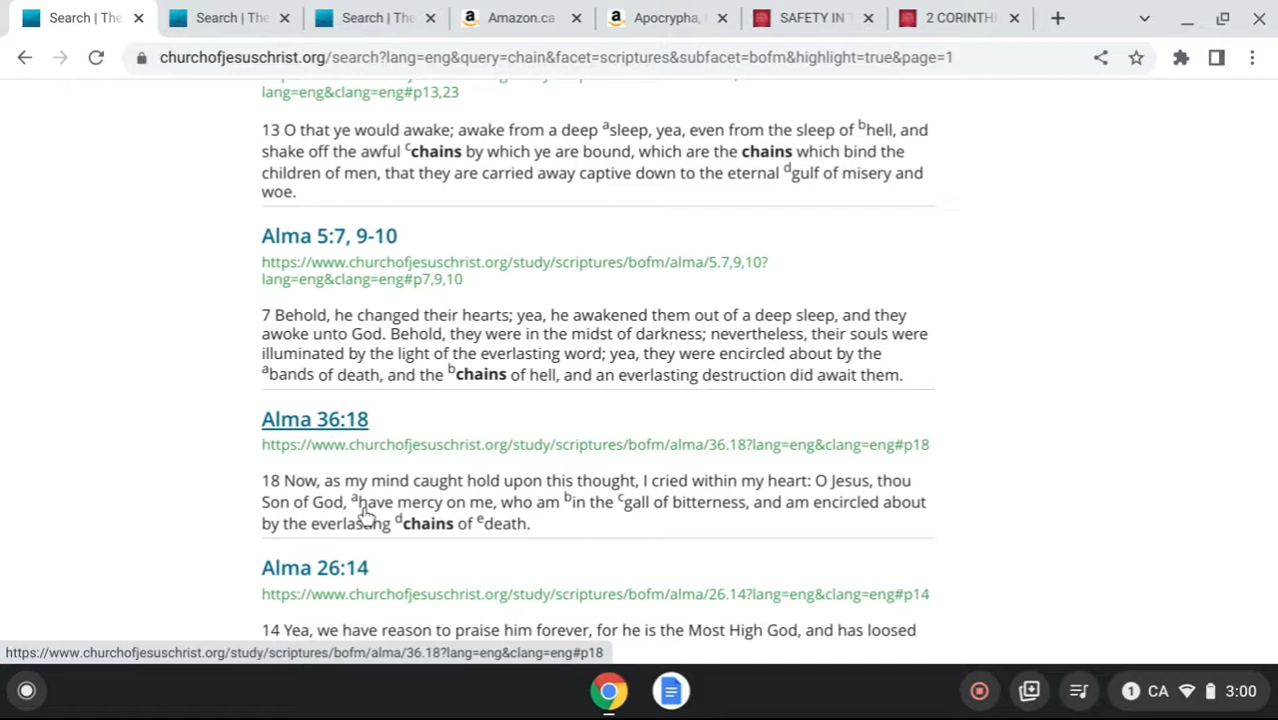 Search | The
Search | The
Search | The
Amazon.ca
Apocrypha,
SAFETY IN T
2 CORINTHI
churchofjesuschrist.org/search?lang=eng&query=chain&facet=scriptures&subfacet=bofm&highlight=true&page=1
lang=eng&clang=eng#p13,23
13 O that ye would awake; awake from a deep asleep, yea, even from the sleep of bhell, and
shake off the awful cchains by which ye are bound, which are the chains which bind the
children of men, that they are carried away captive down to the eternal dgulf of misery and
woe.
Alma 5:7, 9-10
https://www.churchofjesuschrist.org/study/scriptures/bofm/alma/5.7,9,10?
lang=eng&clang=eng#p7,9,10
7 Behold, he changed their hearts; yea, he awakened them out of a deep sleep, and they
awoke unto God. Behold, they were in the midst of darkness; nevertheless, their souls were
illuminated by the light of the everlasting word; yea, they were encircled about by the
abands of death, and the bchains of hell, and an everlasting destruction did await them.
Alma 36:18
https://www.churchofjesuschrist.org/study/scriptures/bofm/alma/36.18?lang=eng&clang=eng#p18
18 Now, as my mind caught hold upon this thought, I cried within my heart: O Jesus, thou
Son of God, ahave mercy on me, who am bin the cgall of bitterness, and am encircled about
by the everlasting dchains of edeath.
Alma 26:14
https://www.churchofjesuschrist.org/study/scriptures/bofm/alma/26.14?lang=eng&clang=eng#p14
14 Yea, we have reason to praise him forever, for he is the Most High God, and has loosed
https://www.churchofjesuschrist.org/study/scriptures/bofm/alma/36.18?lang=eng&clang=eng#p18
1 CA 3:00